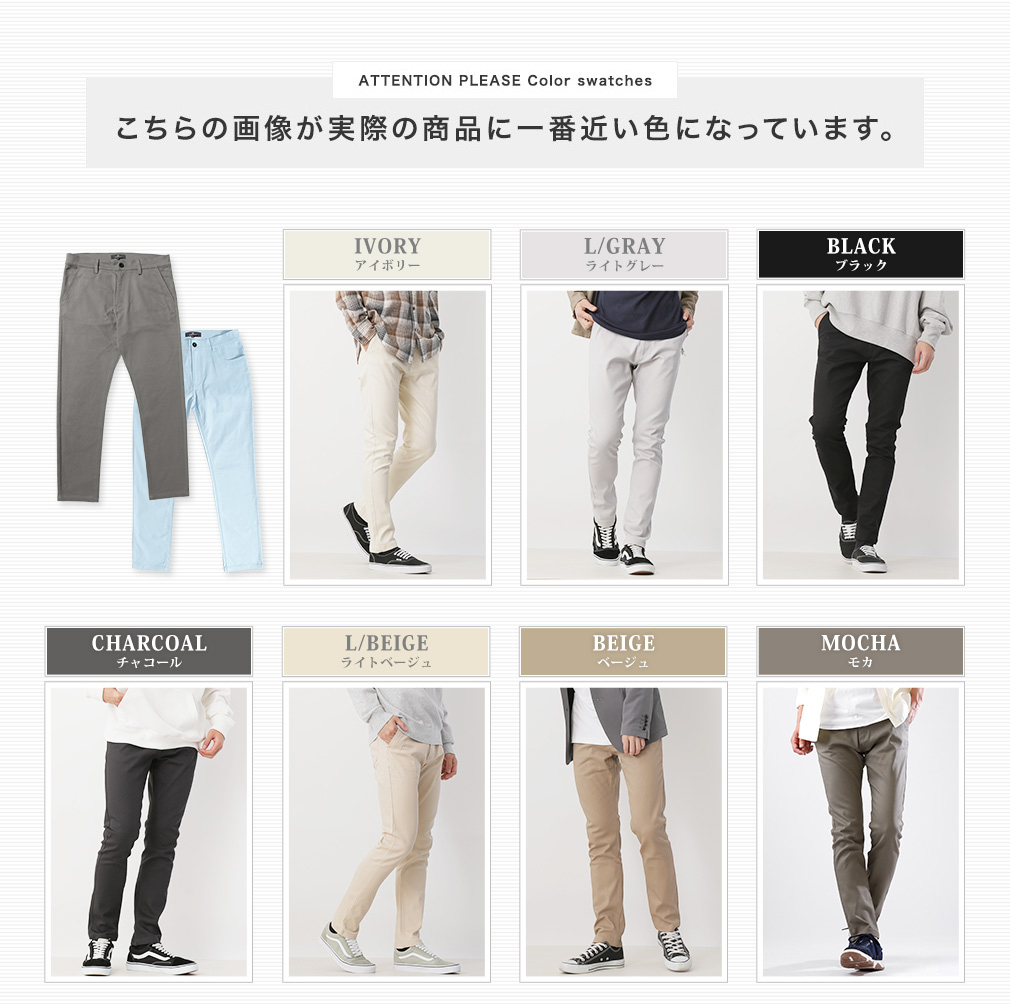 ATTENTION PLEASE Color swatches
こちらの画像が実際の商品に一番近い色になっています。
IVORY
アイボリー
L/GRAY
ライトグレー
BLACK
ブラック
CHARCOAL
チャコール
L/BEIGE
ライトベージュ
BEIGE
ベージュ
MOCHA
モカ